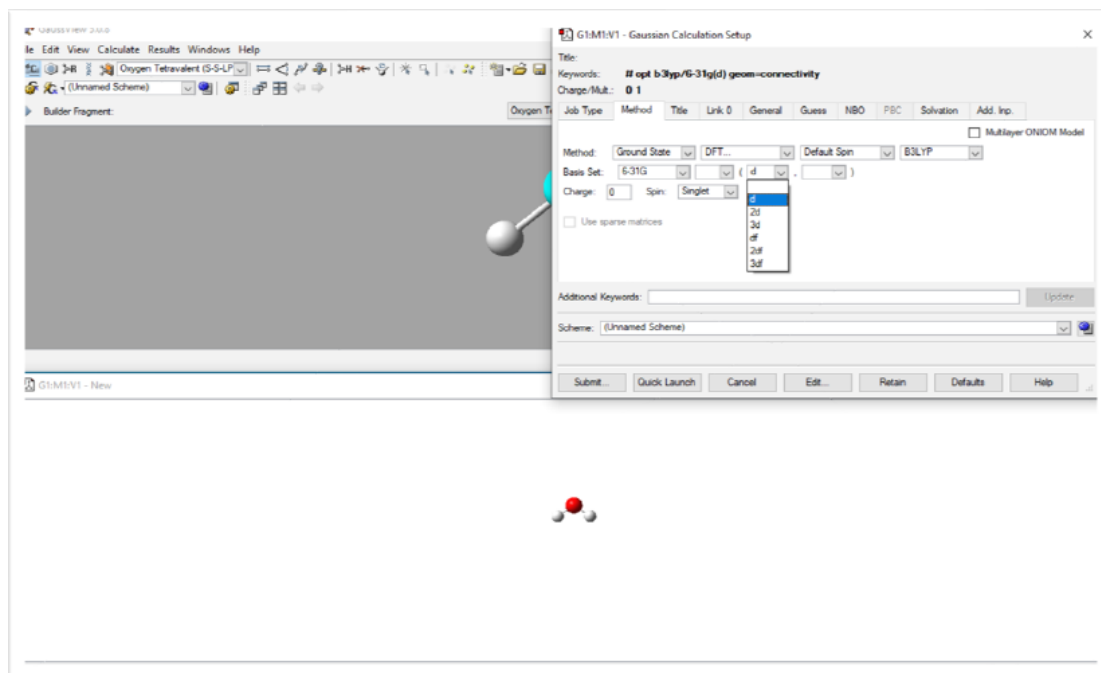 GaussView 5.0.8
le Edit View Calculate Results Windows Help
Oxygen Tetravalent (S-S-LP
(Unnamed Scheme)
Builder Fragment:
Oxygen Te
G1:M1:V1 - New
G1:M1:V1 - Gaussian Calculation Setup
Title:
Keywords: # opt b3lyp/6-31g(d) geom=connectivity
Charge/Mult.: 0 1
Job Type Method Title Link 0 General Guess NBO PBC Solvation Add. Inp.
Multilayer ONIOM Model
Method: Ground State DFT... Default Spin B3LYP
Basis Set: 6-31G ( d , )
Charge: 0 Spin: Singlet
d
2d
3d
df
2df
3df
Use sparse matrices
Additional Keywords: Update
Scheme: (Unnamed Scheme)
Submit... Quick Launch Cancel Edit... Retain Defaults Help